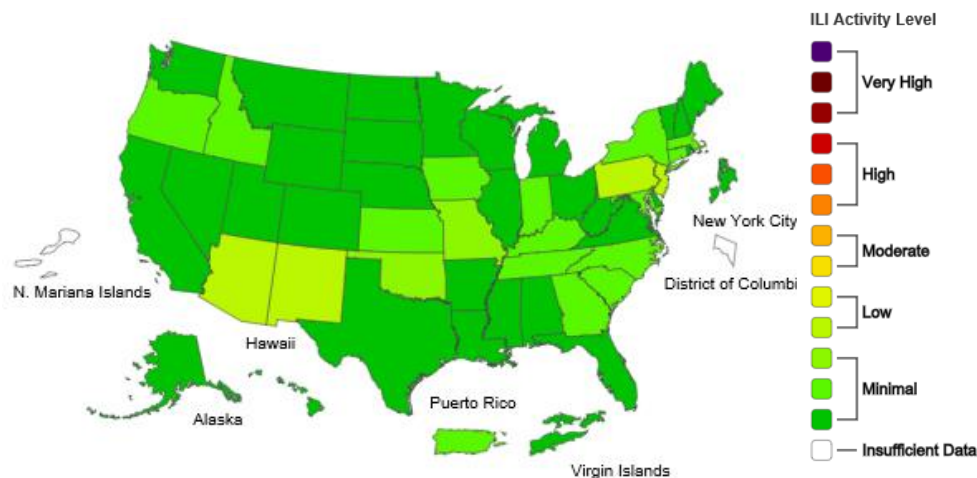 ILI Activity Level
Very High
High
Moderate
Low
Minimal
Insufficient Data
New York City
District of Columbi
N. Mariana Islands
Hawaii
Alaska
Puerto Rico
Virgin Islands